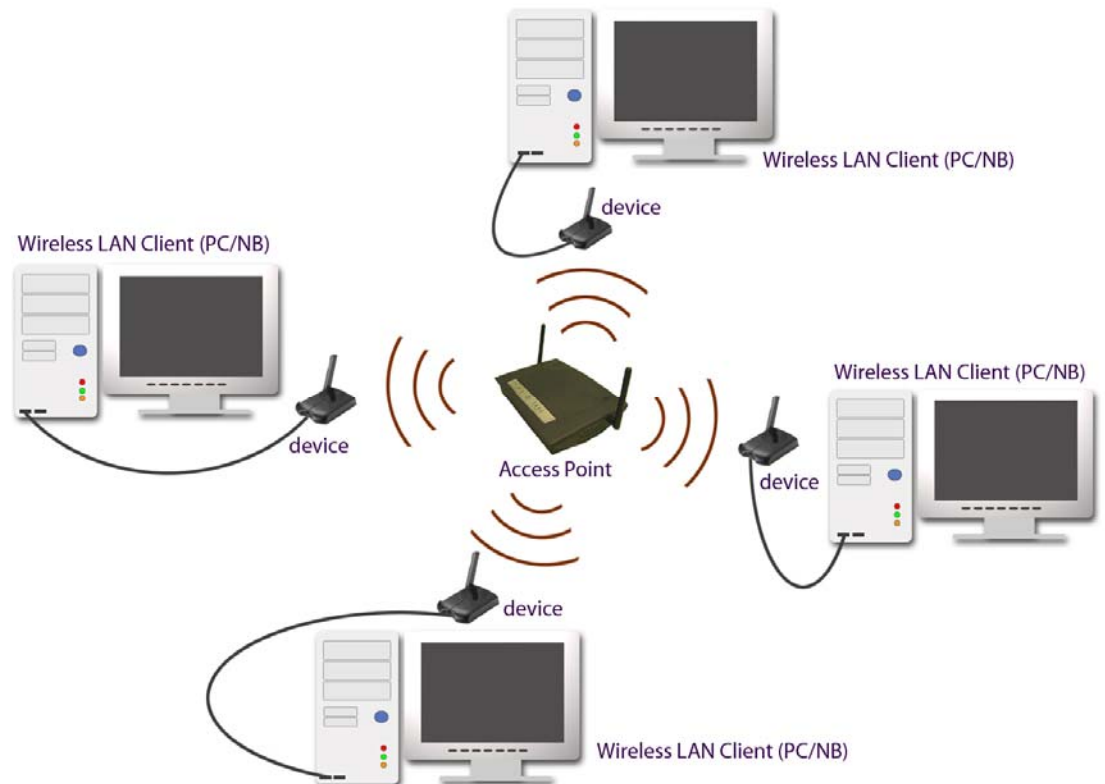 Wireless LAN Client (PC/NB)
device
Wireless LAN Client (PC/NB)
device
Access Point
Wireless LAN Client (PC/NB)
device
device
Wireless LAN Client (PC/NB)